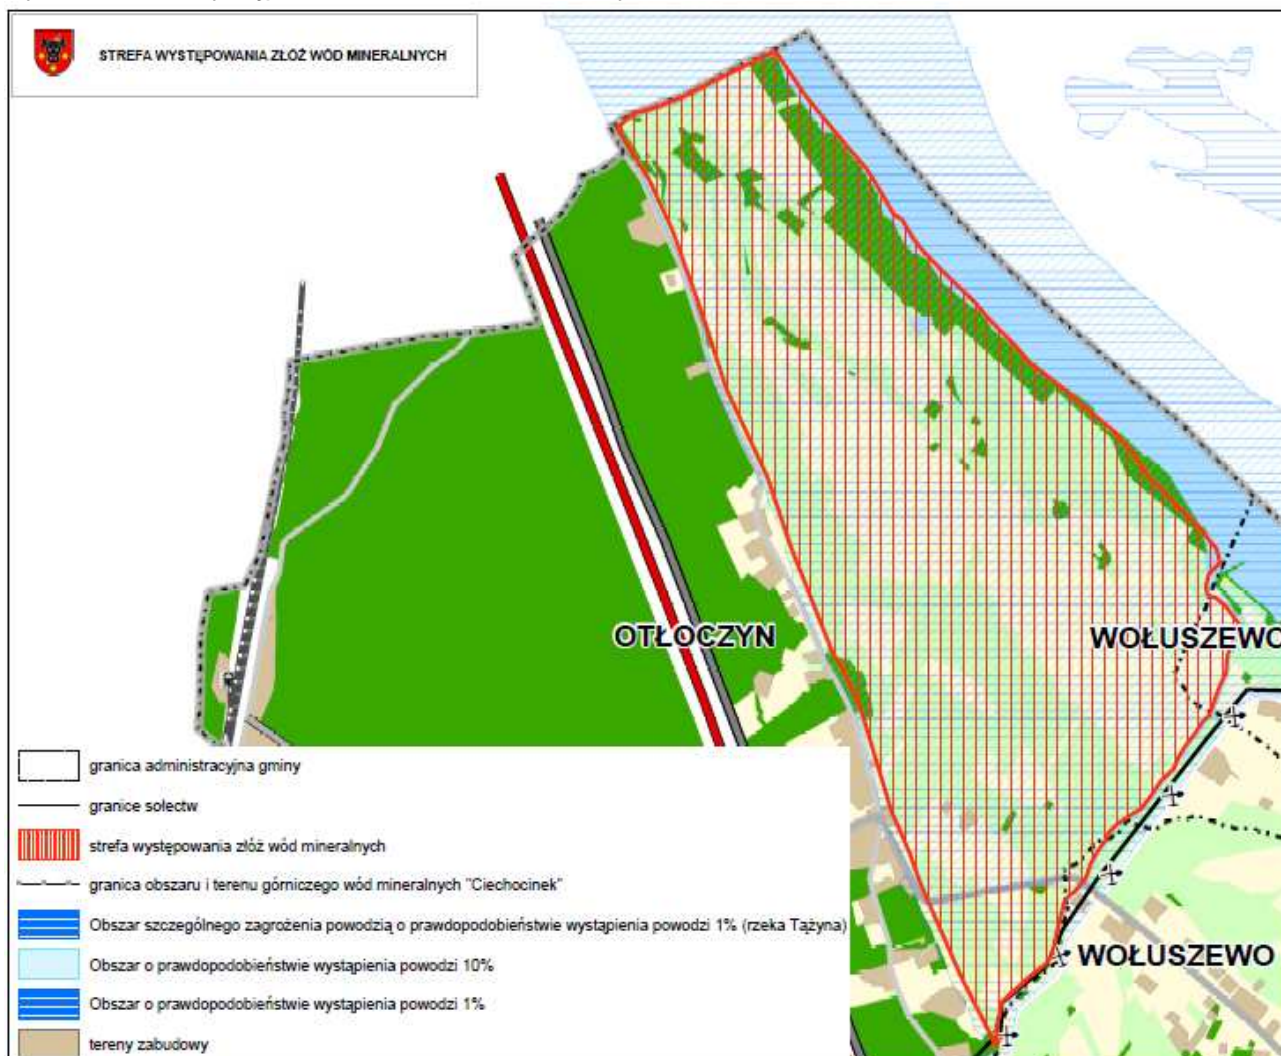 STREFA WYSTĘPOWANIA ZŁÓŻ WÓD MINERALNYCH
OTŁOCZYN
WOŁUSZEWO
WOŁUSZEWO
granica administracyjna gminy
granice sołectw
strefa występowania złóż wód mineralnych
granica obszaru i terenu górniczego wód mineralnych "Ciechocinek"
Obszar szczególnego zagrożenia powodzią o prawdopodobieństwie wystąpienia powodzi 1% (rzeka Tążyna)
Obszar o prawdopodobieństwie wystąpienia powodzi 10%
Obszar o prawdopodobieństwie wystąpienia powodzi 1%
tereny zabudowy